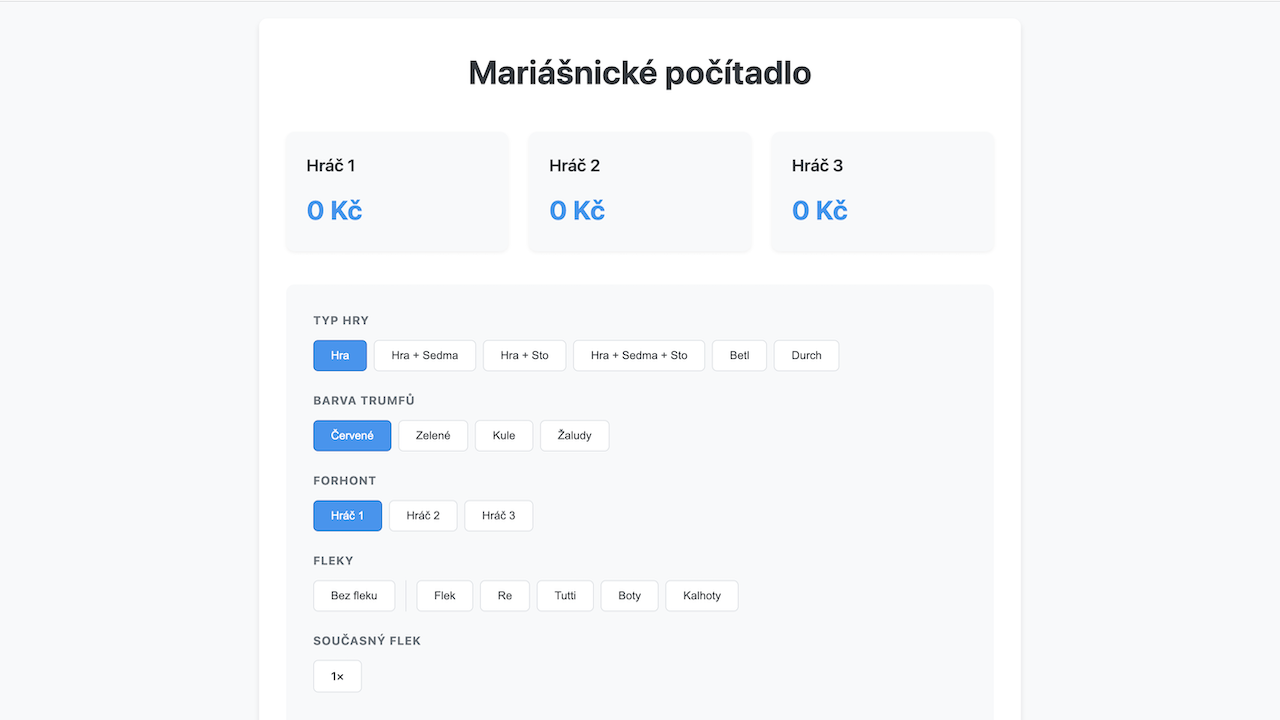 Mariášnické počítadlo
Hráč 1 Hráč 2 Hráč 3
0 Kč 0 Kč 0 Kč
TYP HRY
Hra Hra + Sedma Hra + Sto Hra + Sedma + Sto Betl Durch
BARVA TRUMFŮ
Červené Zelené Kule Žaludy
FORHONT
Hráč 1 Hráč 2 Hráč 3
FLEKY
Bez fleku Flek Re Tutti Boty Kalhoty
SOUČASNÝ FLEK
1×